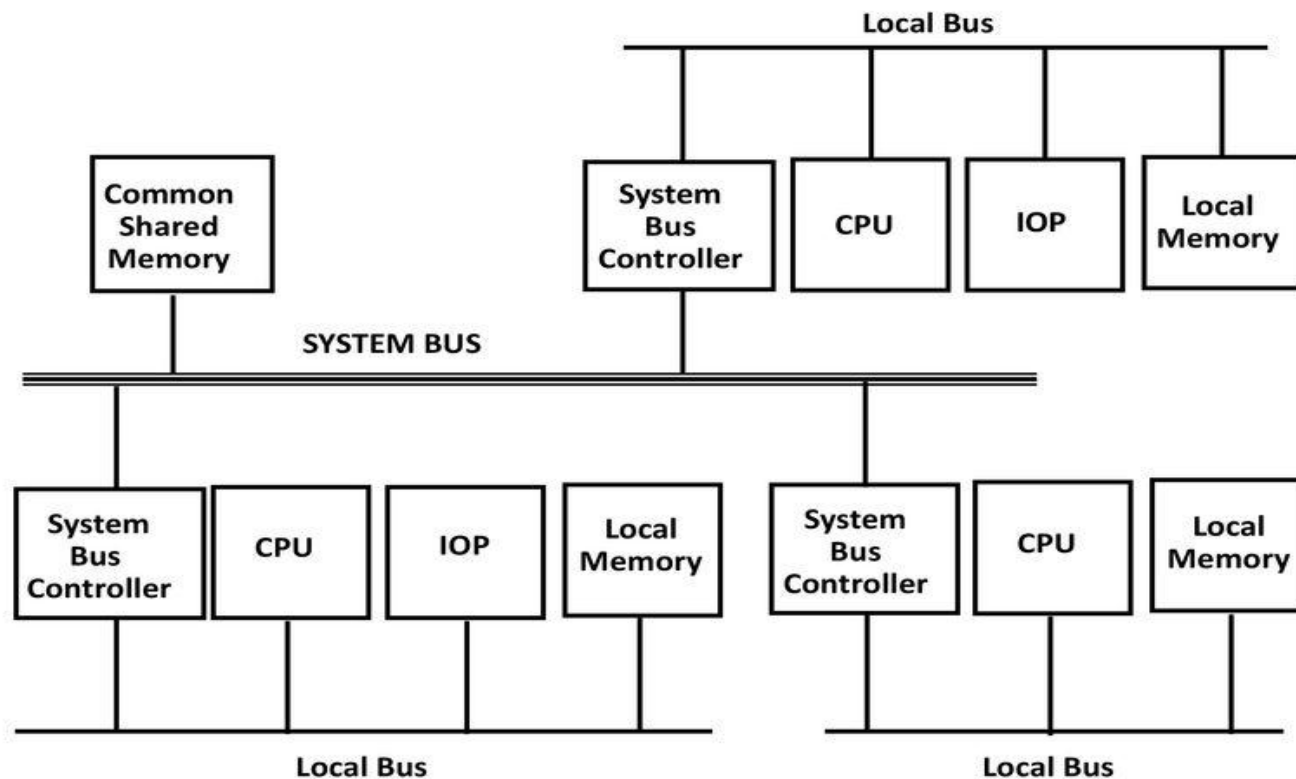 Local Bus
Common
Shared
Memory
System
Bus
Controller
CPU
IOP
Local
Memory
SYSTEM BUS
System
Bus
Controller
CPU
IOP
Local
Memory
System
Bus
Controller
CPU
Local
Memory
Local Bus
Local Bus